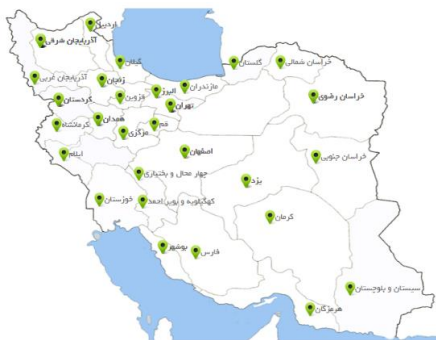 اردبیل
آذربایجان شرقی
گیلان
گلستان
خراسان شمالی
آذربایجان غربی
زنجان
مازندران
البرز
قزوین
کردستان
تهران
خراسان رضوی
همدان
کرمانشاه
قم
مرکزی
ایلام
اصفهان
خراسان جنوبی
چهار محال و بختیاری
یزد
خوزستان
کهگیلویه و بویر احمد
کرمان
بوشهر
فارس
سیستان و بلوچستان
هرمزگان